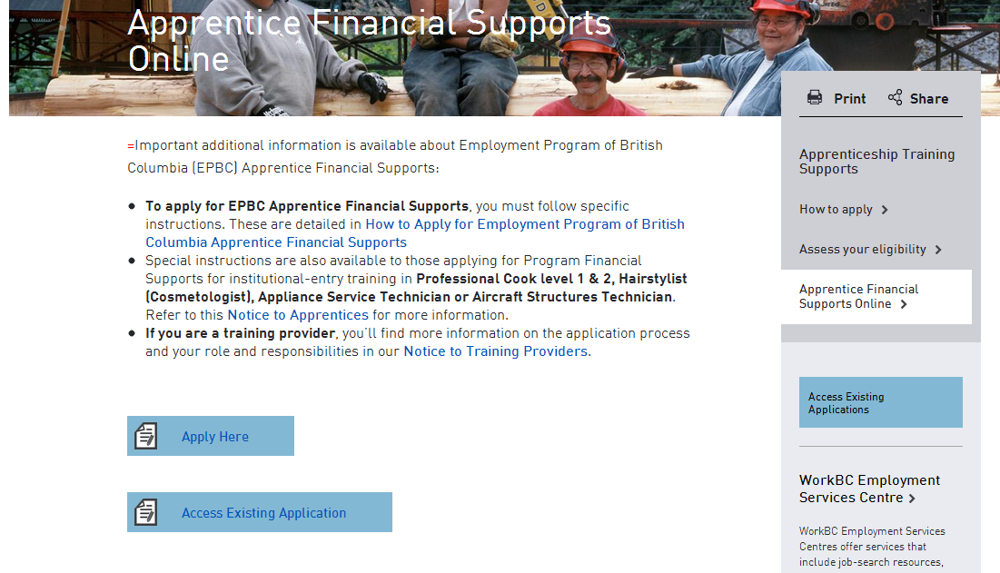 Apprentice Financial Supports
Online
Print
Share
=Important additional information is available about Employment Program of British
Columbia (EPBC) Apprentice Financial Supports:
To apply for EPBC Apprentice Financial Supports, you must follow specific
instructions. These are detailed in How to Apply for Employment Program of British
Columbia Apprentice Financial Supports
Special instructions are also available to those applying for Program Financial
Supports for institutional-entry training in Professional Cook level 1 & 2, Hairstylist
(Cosmetologist), Appliance Service Technician or Aircraft Structures Technician.
Refer to this Notice to Apprentices for more information.
If you are a training provider, you'll find more information on the application process
and your role and responsibilities in our Notice to Training Providers.
Apply Here
Access Existing Application
Apprenticeship Training
Supports
How to apply
Assess your eligibility
Apprentice Financial
Supports Online
Access Existing
Applications
WorkBC Employment
Services Centre
WorkBC Employment Services
Centres offer services that
include job-search resources,